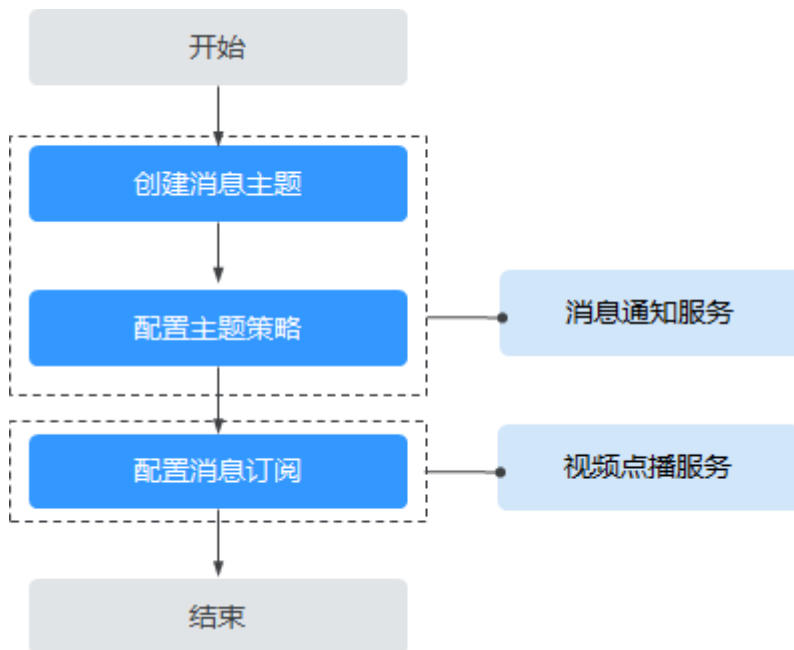 开始
创建消息主题
配置主题策略
消息通知服务
配置消息订阅
视频点播服务
结束